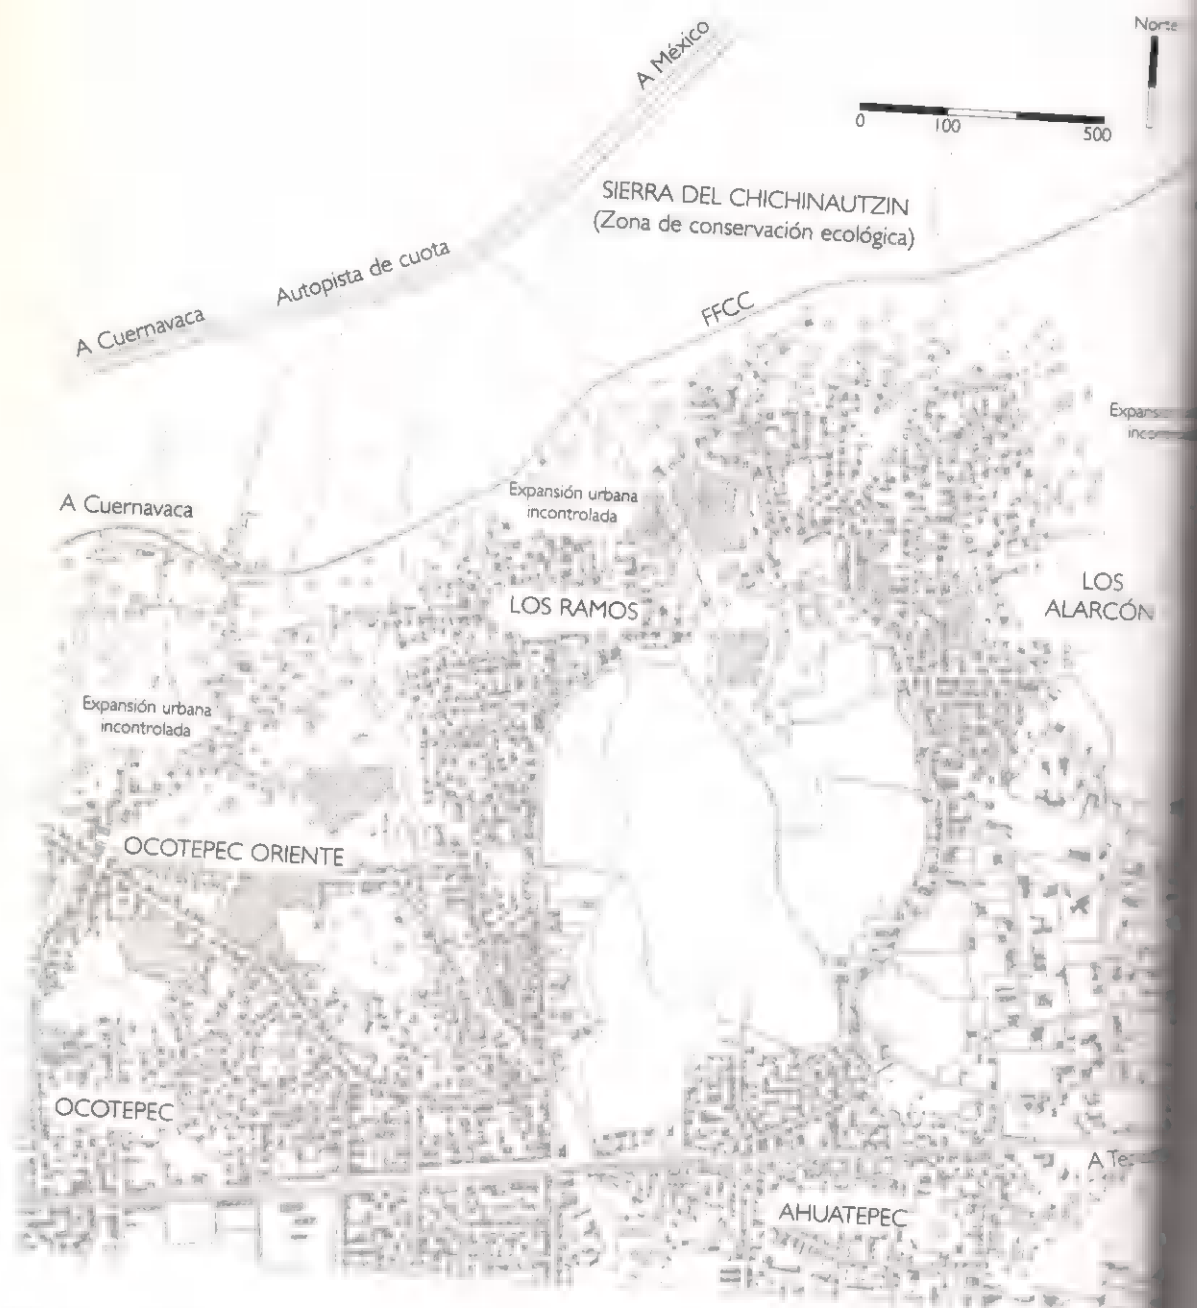 Norte
A México
0 100 500
SIERRA DEL CHICHINAUTZIN
(Zona de conservación ecológica)
Autopista de cuota
A Cuernavaca
FFCC
A Cuernavaca
Expansión urbana
incontrolada
LOS RAMOS
LOS
ALARCÓN
Expansión urbana
incontrolada
OCOTEPEC ORIENTE
OCOTEPEC
A Te
AHUATEPEC